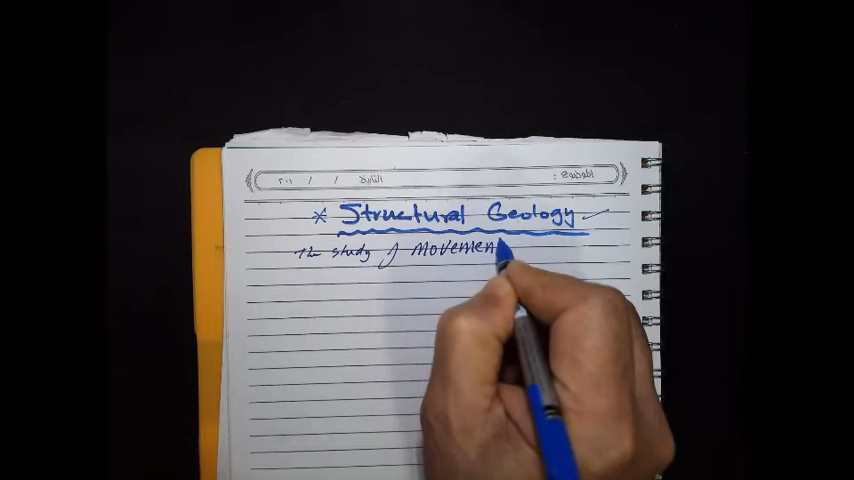 الموضوع : التاريخ / / ٢٠١
* Structural Geology
The study of Movemen